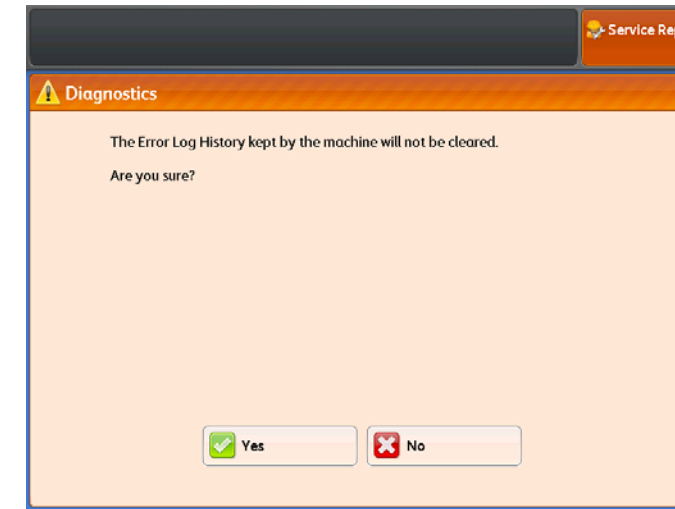 Service Re
Diagnostics
The Error Log History kept by the machine will not be cleared.
Are you sure?
Yes
No